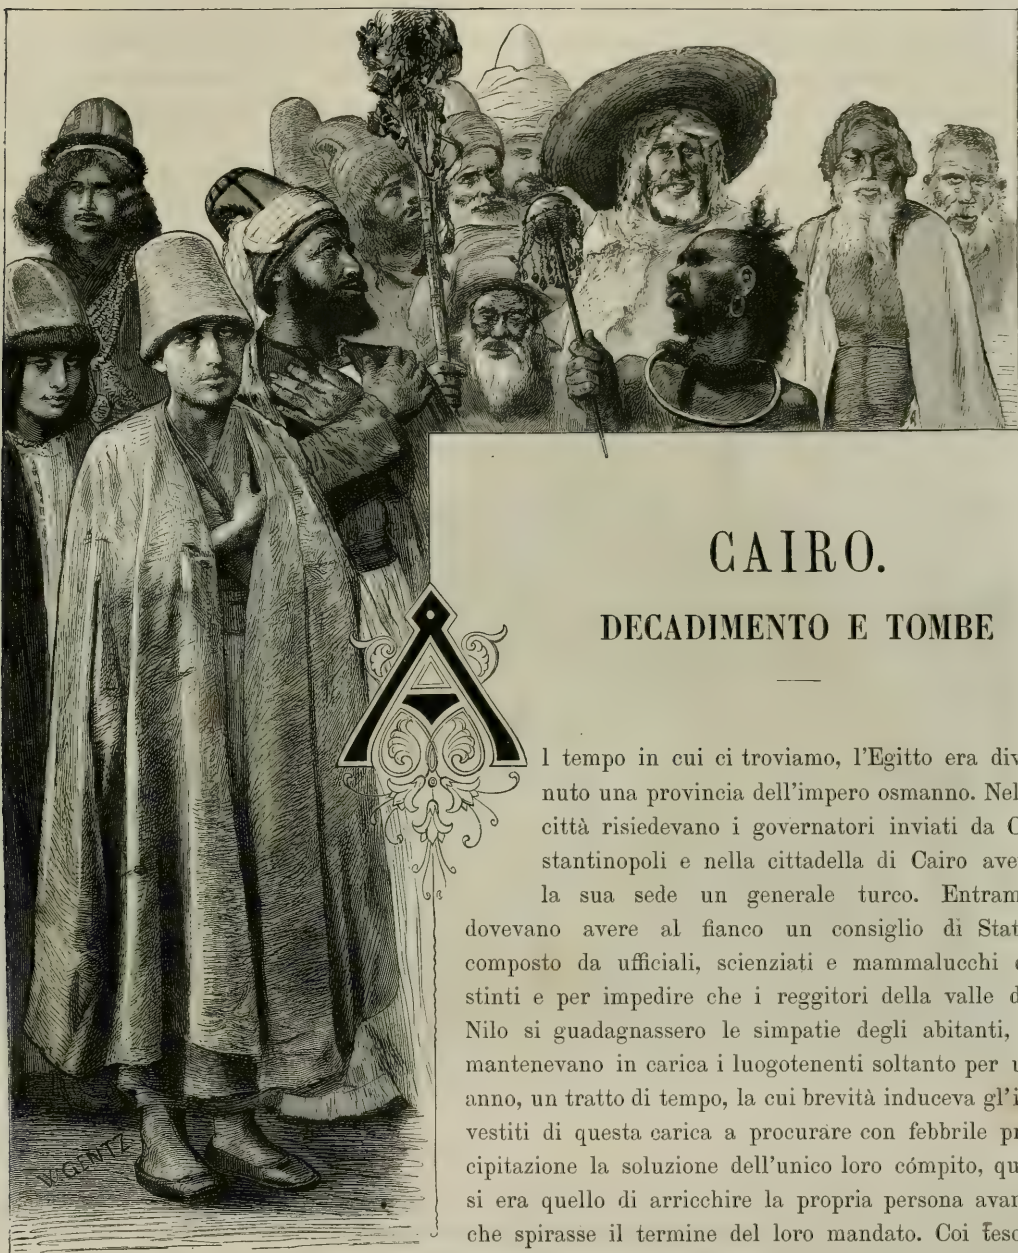 CAIRO.
DECADIMENTO E TOMBE
Al tempo in cui ci troviamo, l'Egitto era div
nuto una provincia dell'impero osmanno. Nel
città risiedevano i governatori inviati da C
stantinopoli e nella cittadella di Cairo ave
la sua sede un generale turco. Entram
dovevano avere al fianco un consiglio di Stat
composto da ufficiali, scienziati e mammalucchi
stinti e per impedire che i reggitori della valle d
Nilo si guadagnassero le simpatie degli abitanti,
mantenevano in carica i luogotenenti soltanto per
anno, un tratto di tempo, la cui brevità induceva gl'i
vestiti di questa carica a procurare con febbrile pr
cipitazione la soluzione dell'unico loro cómpito, qu
si era quello di arricchire la propria persona avan
che spirasse il termine del loro mandato. Coi tesc
W. GENTZ